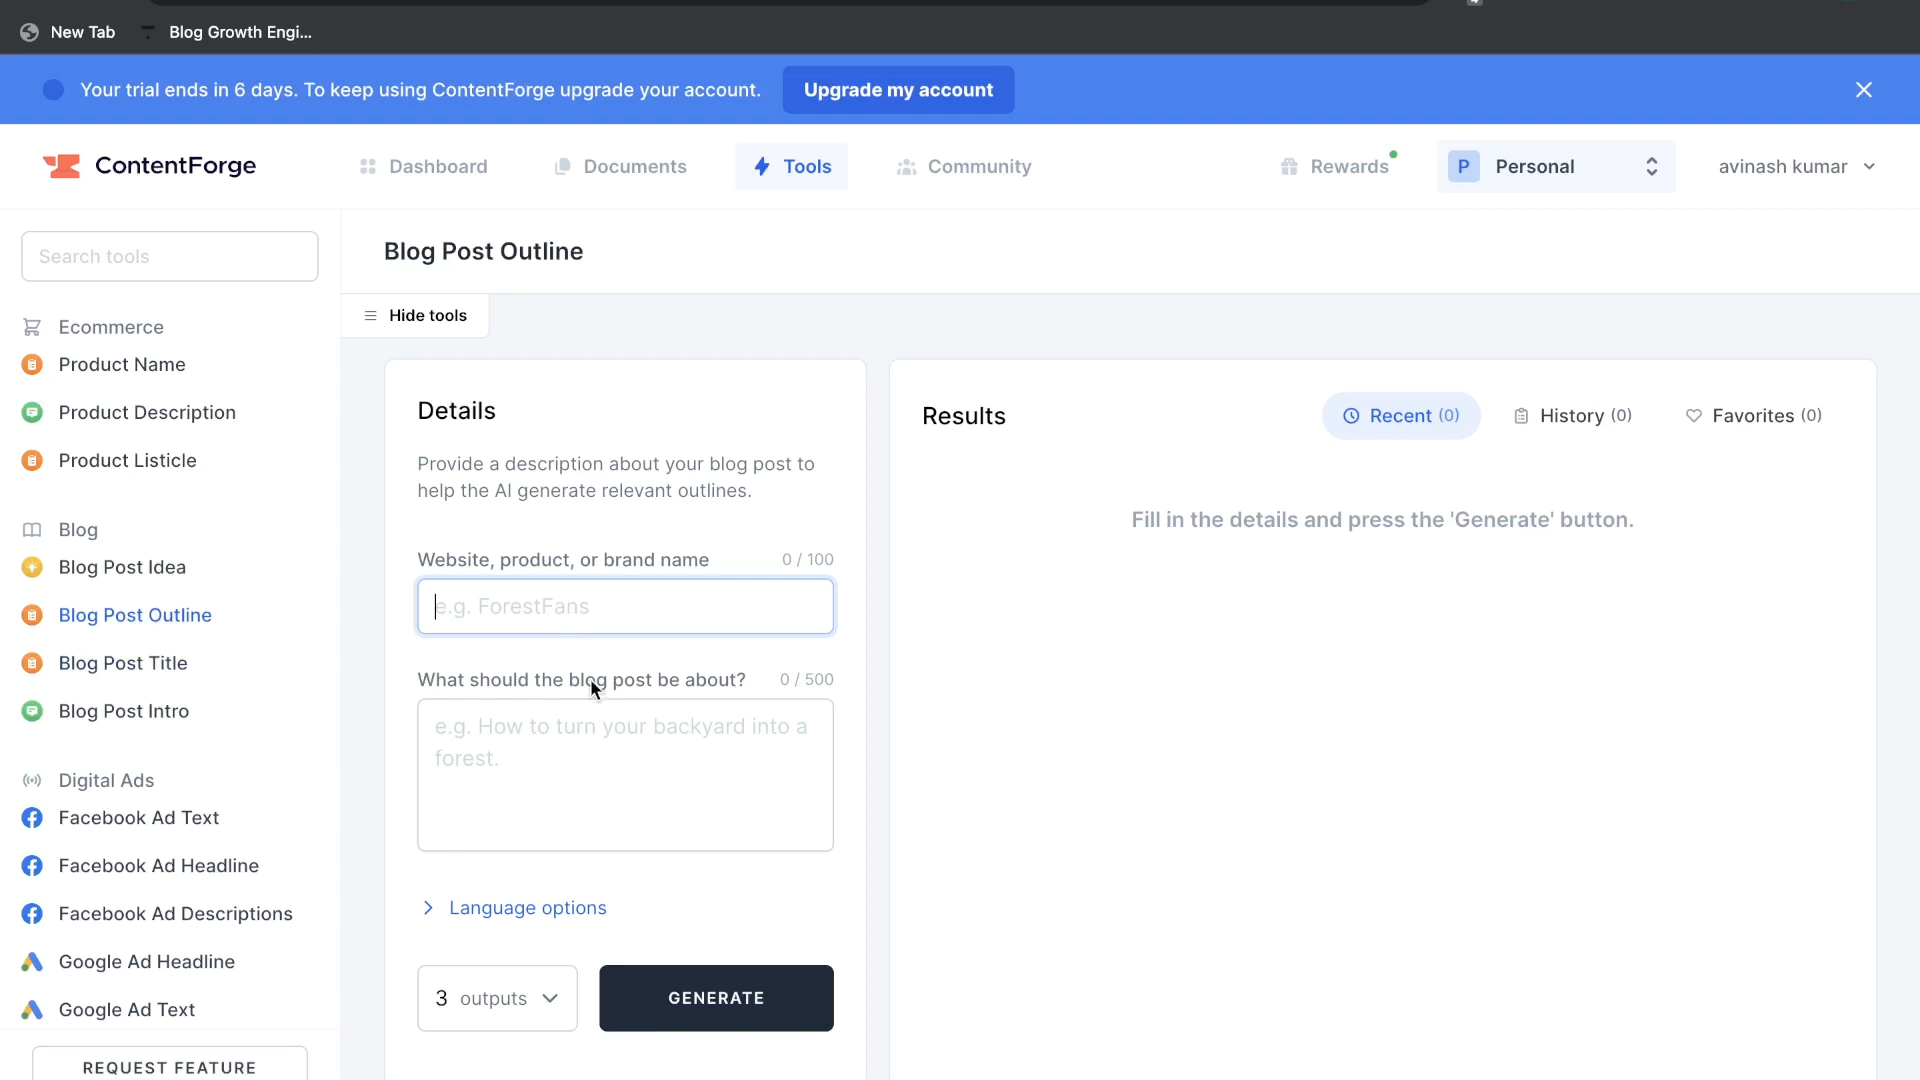 New Tab
Blog Growth Engi...
Your trial ends in 6 days. To keep using ContentForge upgrade your account.
Upgrade my account
ContentForge
Dashboard
Documents
Tools
Community
Rewards
P
Personal
avinash kumar
Search tools
Ecommerce
Product Name
Product Description
Product Listicle
Blog
Blog Post Idea
Blog Post Outline
Blog Post Title
Blog Post Intro
Digital Ads
Facebook Ad Text
Facebook Ad Headline
Facebook Ad Descriptions
Google Ad Headline
Google Ad Text
REQUEST FEATURE
Blog Post Outline
Hide tools
Details
Provide a description about your blog post to
help the AI generate relevant outlines.
Website, product, or brand name
0 / 100
e.g. ForestFans
What should the blog post be about?
0 / 500
e.g. How to turn your backyard into a
forest.
Language options
3 outputs
GENERATE
Results
Recent (0)
History (0)
Favorites (0)
Fill in the details and press the 'Generate' button.